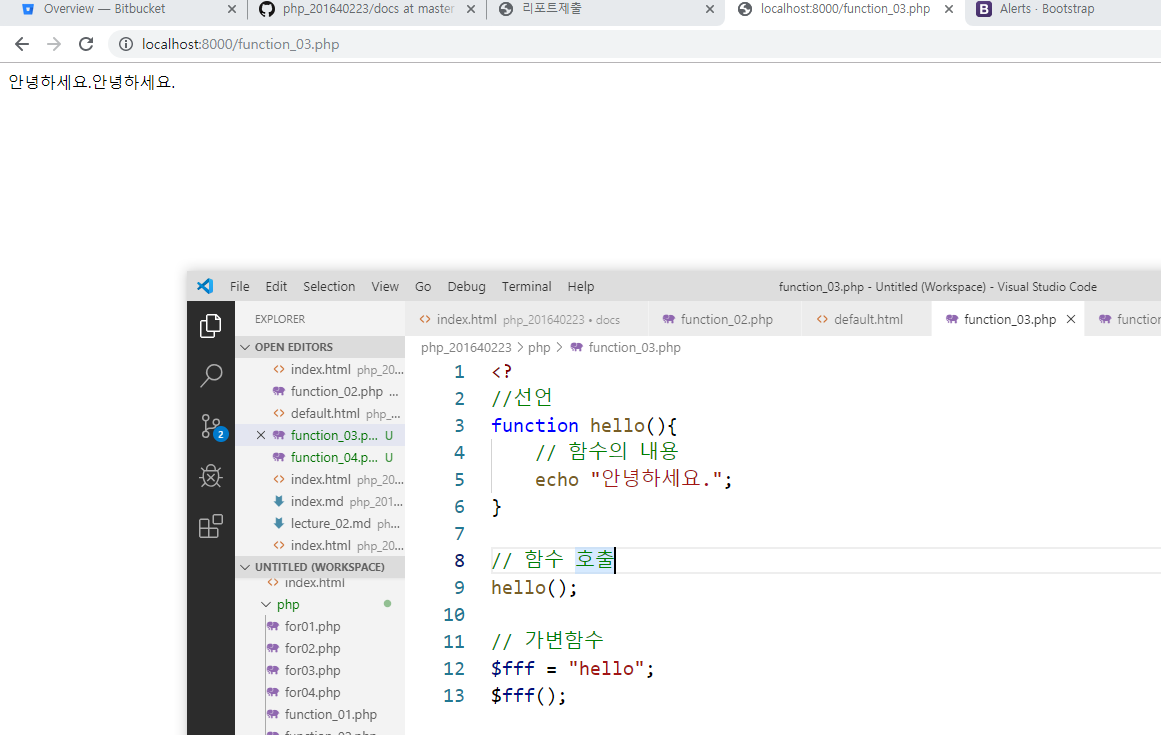 Overview — Bitbucket
php_201640223/docs at master
리포트제출
localhost:8000/function_03.php
Alerts · Bootstrap
localhost:8000/function_03.php
안녕하세요.안녕하세요.
File Edit Selection View Go Debug Terminal Help
function_03.php - Untitled (Workspace) - Visual Studio Code
EXPLORER
OPEN EDITORS
index.html php_20...
function_02.php ...
default.html php_...
function_03.p... U
function_04.p... U
index.html php_20...
index.md php_201...
lecture_02.md ph...
index.html php_20...
UNTITLED (WORKSPACE)
index.html
php
for01.php
for02.php
for03.php
for04.php
function_01.php
2
index.html php_201640223 • docs
function_02.php
default.html
function_03.php
function
php_201640223 > php > function_03.php
1 <?
2 //선언
3 function hello(){
4 // 함수의 내용
5 echo "안녕하세요.";
6 }
7
8 // 함수 호출
9 hello();
10
11 // 가변함수
12 $fff = "hello";
13 $fff();